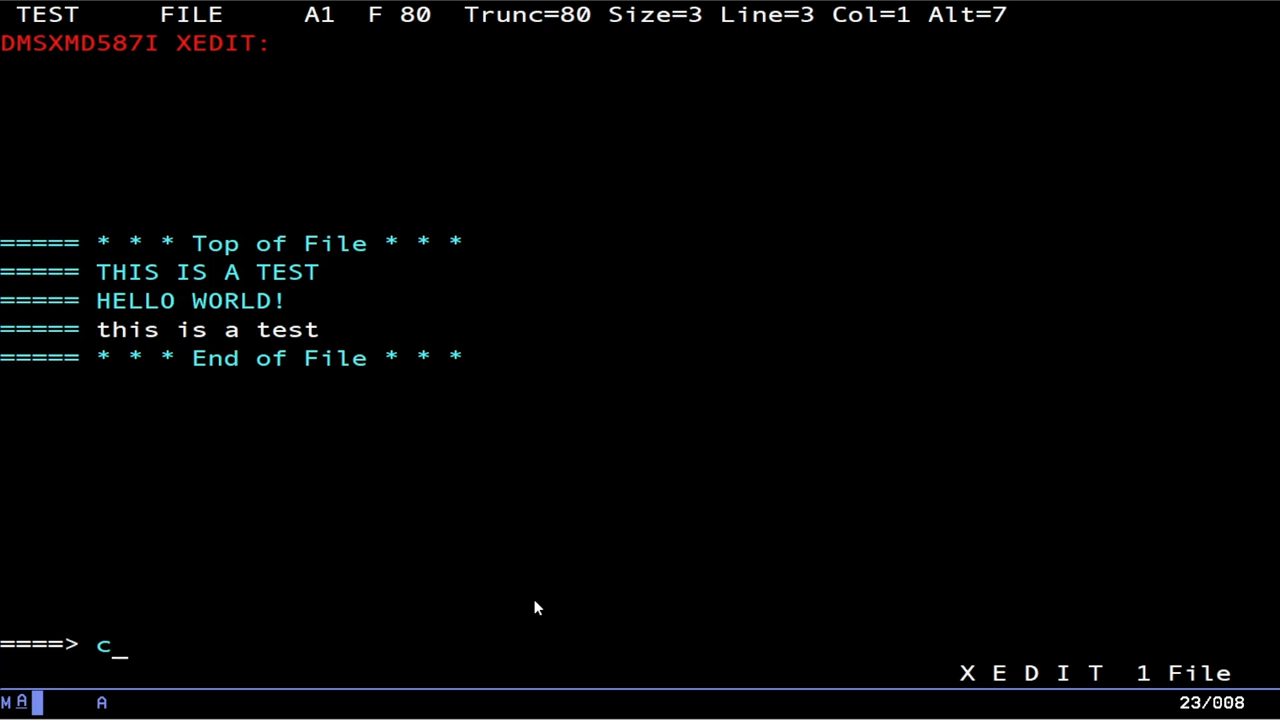 TEST FILE A1 F 80 Trunc=80 Size=3 Line=3 Col=1 Alt=7
DMSXMD587I XEDIT:
===== * * * Top of File * * *
===== THIS IS A TEST
===== HELLO WORLD!
===== this is a test
===== * * * End of File * * *
====> c_
X E D I T 1 File
MA A 23/008